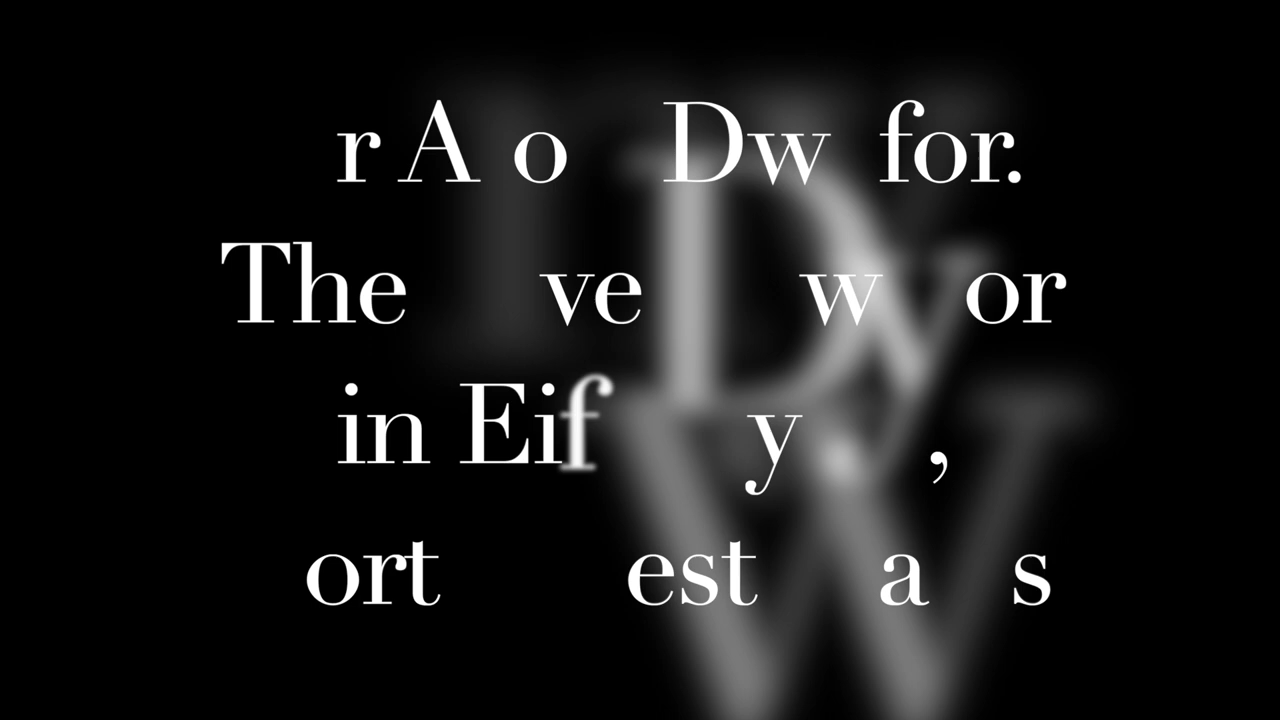 r A o Dw for.
The ve w or
in Eif y ,
ort est a s